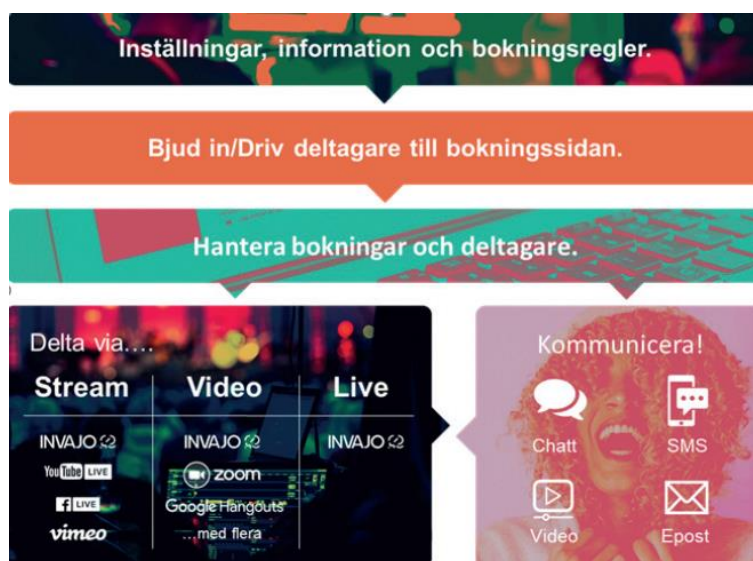 Inställningar, information och bokningsregler.
Bjud in/Driv deltagare till bokningssidan.
Hantera bokningar och deltagare.
Delta via....
Stream Video Live
INVAJO INVAJO INVAJO
YouTube LIVE zoom
f LIVE Google Hangouts
vimeo ...med flera
Kommunicera!
Chatt SMS
Video Epost